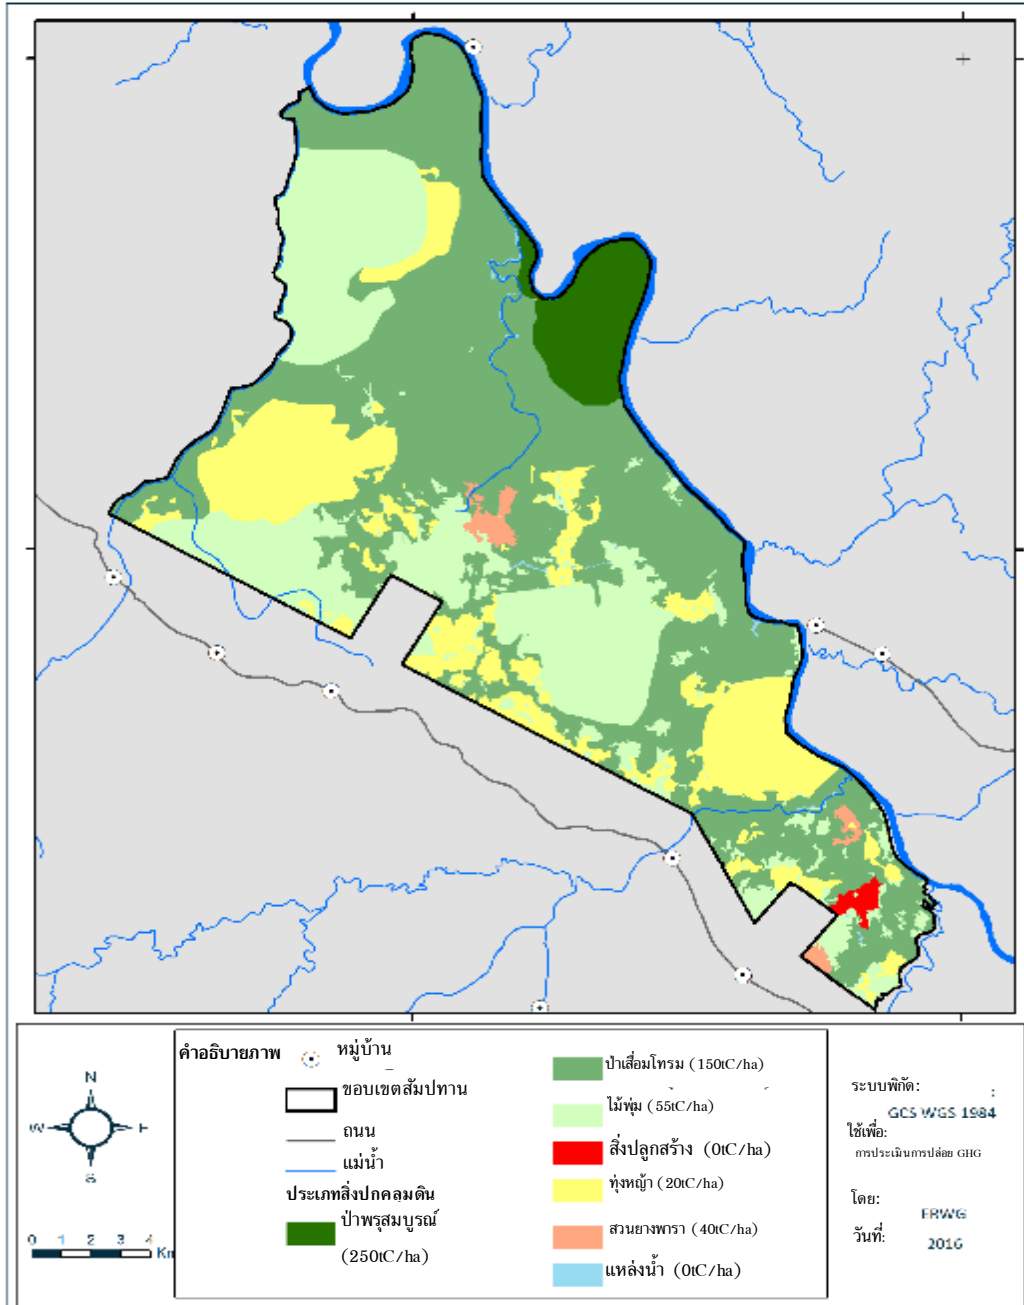 คำอธิบายภาพ
หมู่บ้าน
ขอบเขตสัมปทาน
ถนน
แม่น้ำ
ประเภทสิ่งปกคลุมดิน
ป่าพรุสมบูรณ์
(250tC/ha)
ป่าเสื่อมโทรม (150tC/ha)
ไม้พุ่ม (55tC/ha)
สิ่งปลูกสร้าง (0tC/ha)
ทุ่งหญ้า (20tC/ha)
สวนยางพารา (40tC/ha)
แหล่งน้ำ (0tC/ha)
N
W E
S
0 1 2 3 4
Km
ระบบพิกัด:
:
GCS WGS 1984
ใช้เพื่อ:
การประเมินการปล่อย GHG
โดย:
FRWG
วันที่:
2016